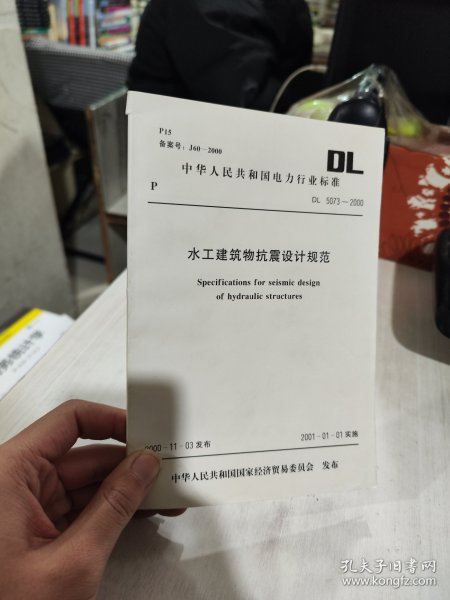 P15
备案号：J60—2000
DL
中华人民共和国电力行业标准
P
DL 5073—2000
水工建筑物抗震设计规范
Specifications for seismic design
of hydraulic structures
2000-11-03发布
2001-01-01实施
中华人民共和国国家经济贸易委员会 发布
孔夫子旧书网
www.kongfz.com